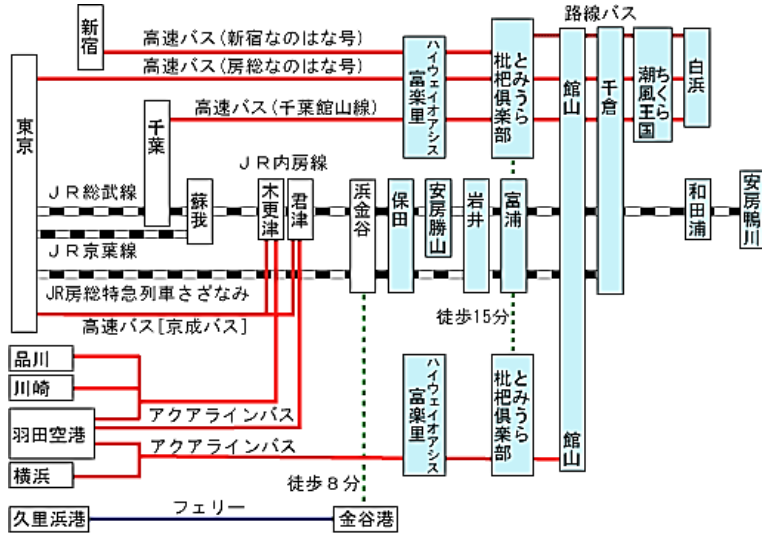 路線バス
新宿
高速バス(新宿なのはな号)
高速バス(房総なのはな号)
ハイウェイオアシス
富楽里
とみうら
枇杷倶楽部
館山
千倉
ちくら
潮風王国
白浜
東京
千葉
高速バス(千葉館山線)
JR内房線
JR総武線
蘇我
木更津
君津
浜金谷
保田
安房勝山
岩井
富浦
和田浦
安房鴨川
JR京葉線
JR房総特急列車さざなみ
高速バス[京成バス]
徒歩15分
品川
川崎
羽田空港
横浜
アクアラインバス
アクアラインバス
ハイウェイオアシス
富楽里
とみうら
枇杷倶楽部
館山
徒歩8分
久里浜港
フェリー
金谷港